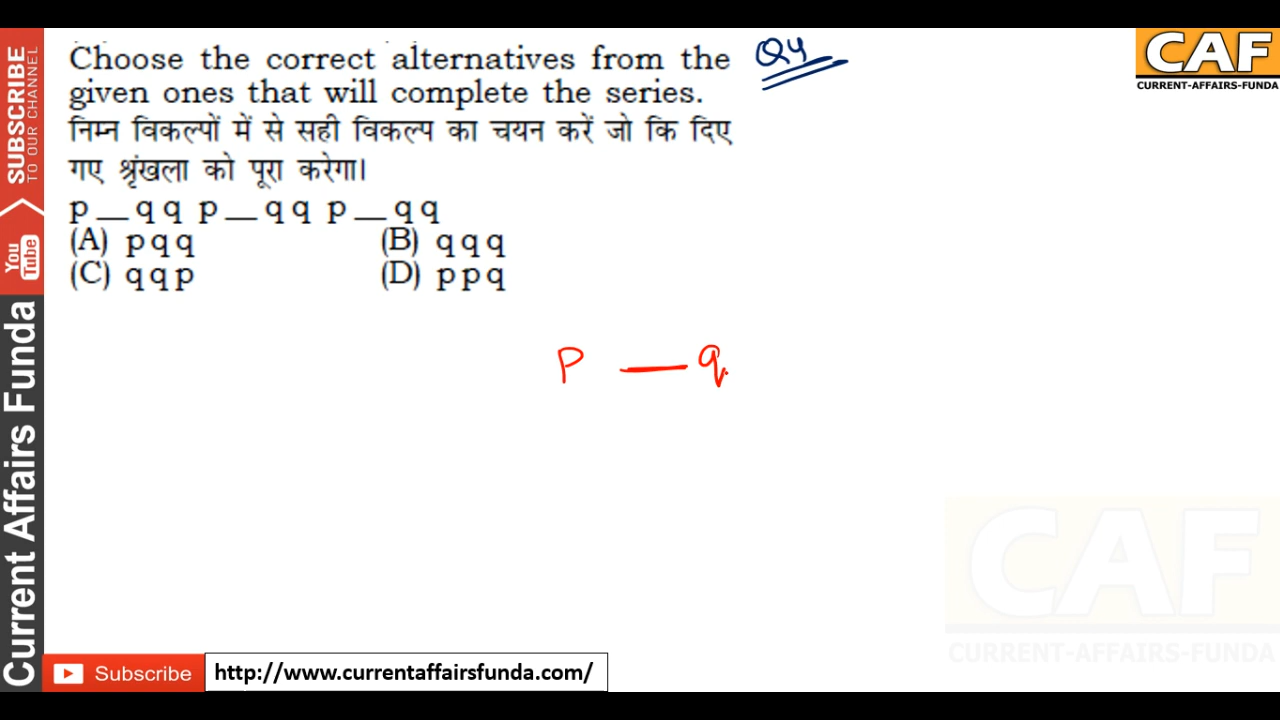 Choose the correct alternatives from the
given ones that will complete the series.
निम्न विकल्पों में से सही विकल्प का चयन करें जो कि दिए
गए श्रृंखला को पूरा करेगा।
p __ q q p __ q q p __ q q
(A) p q q (B) q q q
(C) q q p (D) p p q
Q4
P __ q
CAF
CURRENT-AFFAIRS-FUNDA
SUBSCRIBE
TO OUR CHANNEL
You
Tube
Current Affairs Funda
Subscribe
http://www.currentaffairsfunda.com/
CAF
CURRENT-AFFAIRS-FUNDA